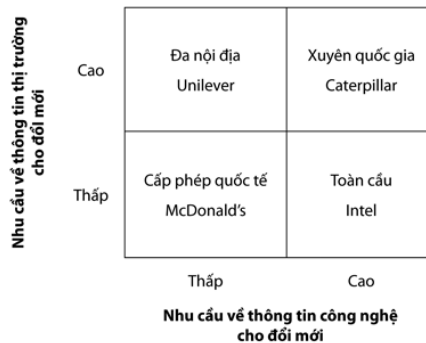 Nhu cầu về thông tin thị trường
cho đổi mới
Cao
Đa nội địa
Unilever
Xuyên quốc gia
Caterpillar
Thấp
Cấp phép quốc tế
McDonald's
Toàn cầu
Intel
Thấp
Cao
Nhu cầu về thông tin công nghệ
cho đổi mới